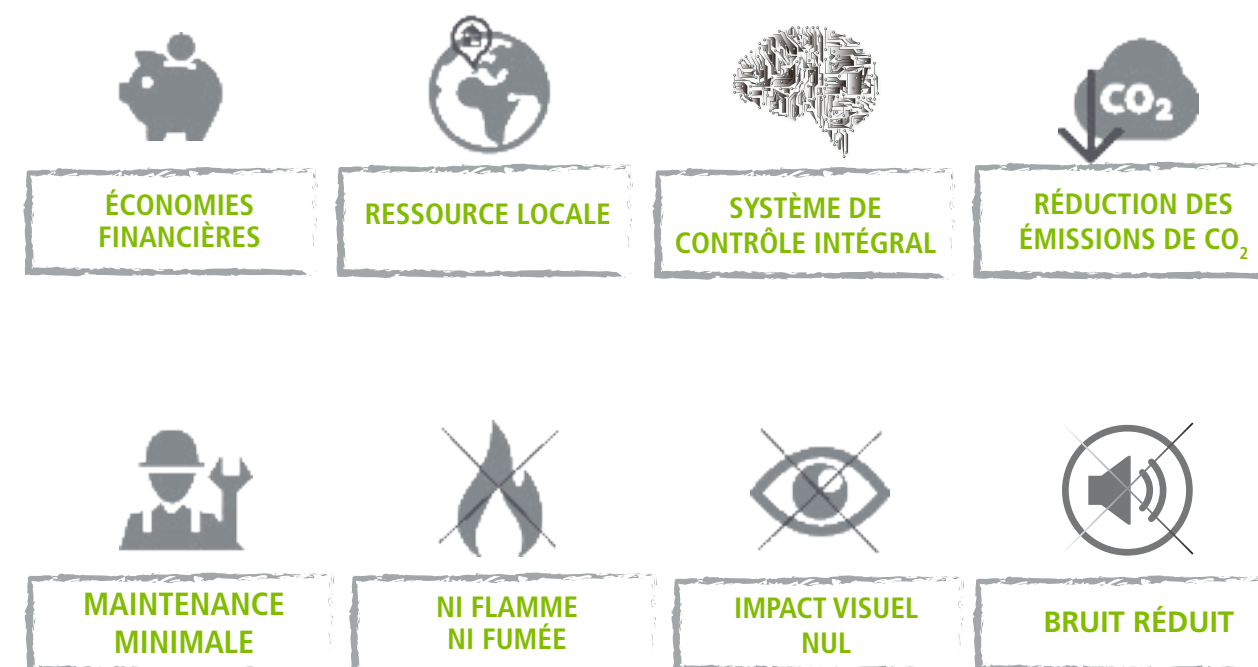 CO₂
ÉCONOMIES
FINANCIÈRES
RESSOURCE LOCALE
SYSTÈME DE
CONTRÔLE INTÉGRAL
RÉDUCTION DES
ÉMISSIONS DE CO₂
MAINTENANCE
MINIMALE
NI FLAMME
NI FUMÉE
IMPACT VISUEL
NUL
BRUIT RÉDUIT